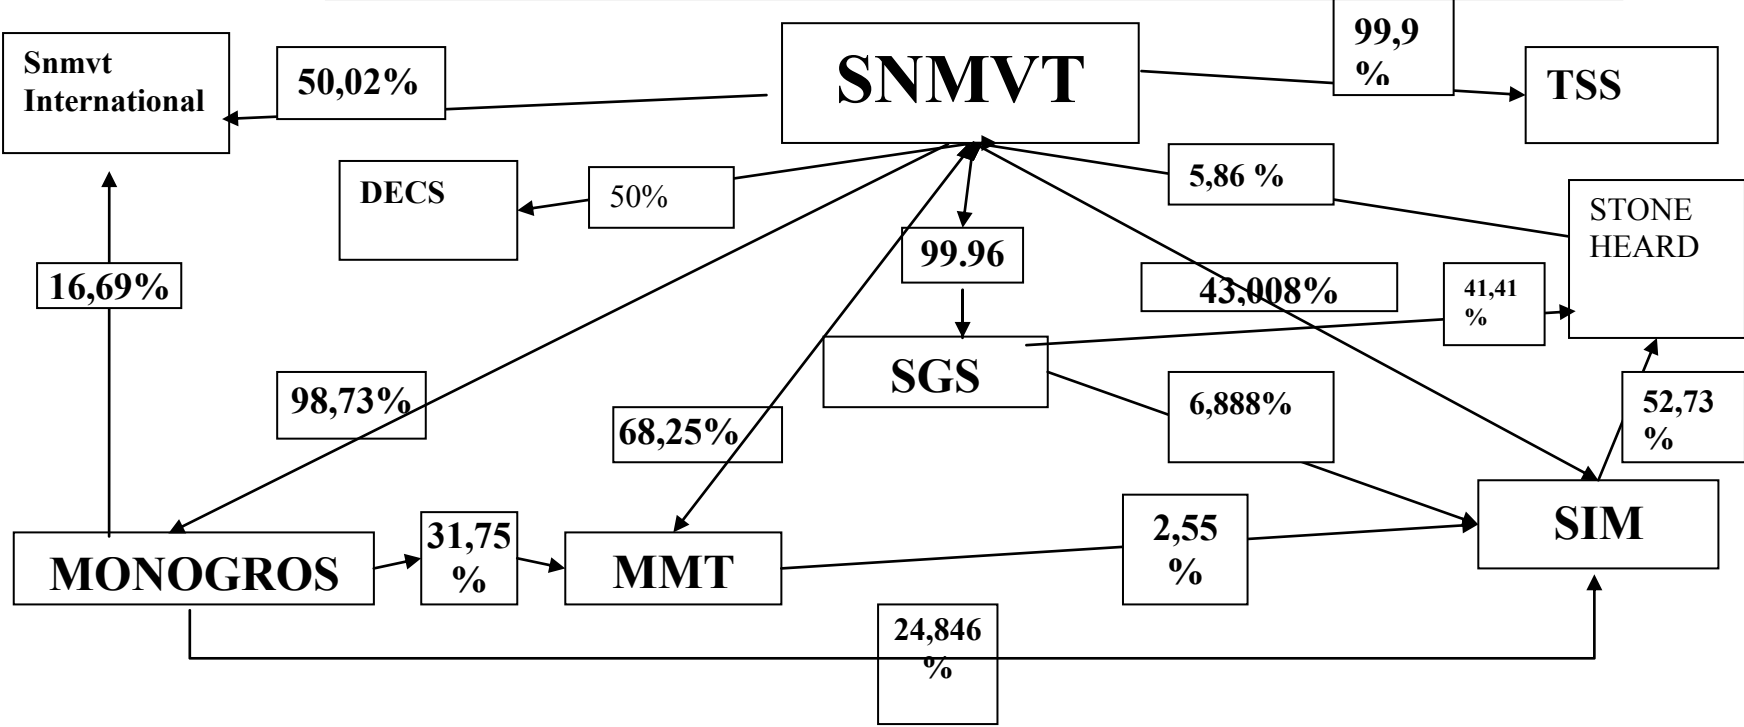 99,9
%
SNMVT
Snmvt
International
50,02%
TSS
DECS
50%
5,86 %
STONE
HEARD
99.96
16,69%
43,008%
41,41
%
SGS
98,73%
68,25%
6,888%
52,73
%
31,75
%
2,55
%
SIM
MONOGROS
MMT
24,846
%